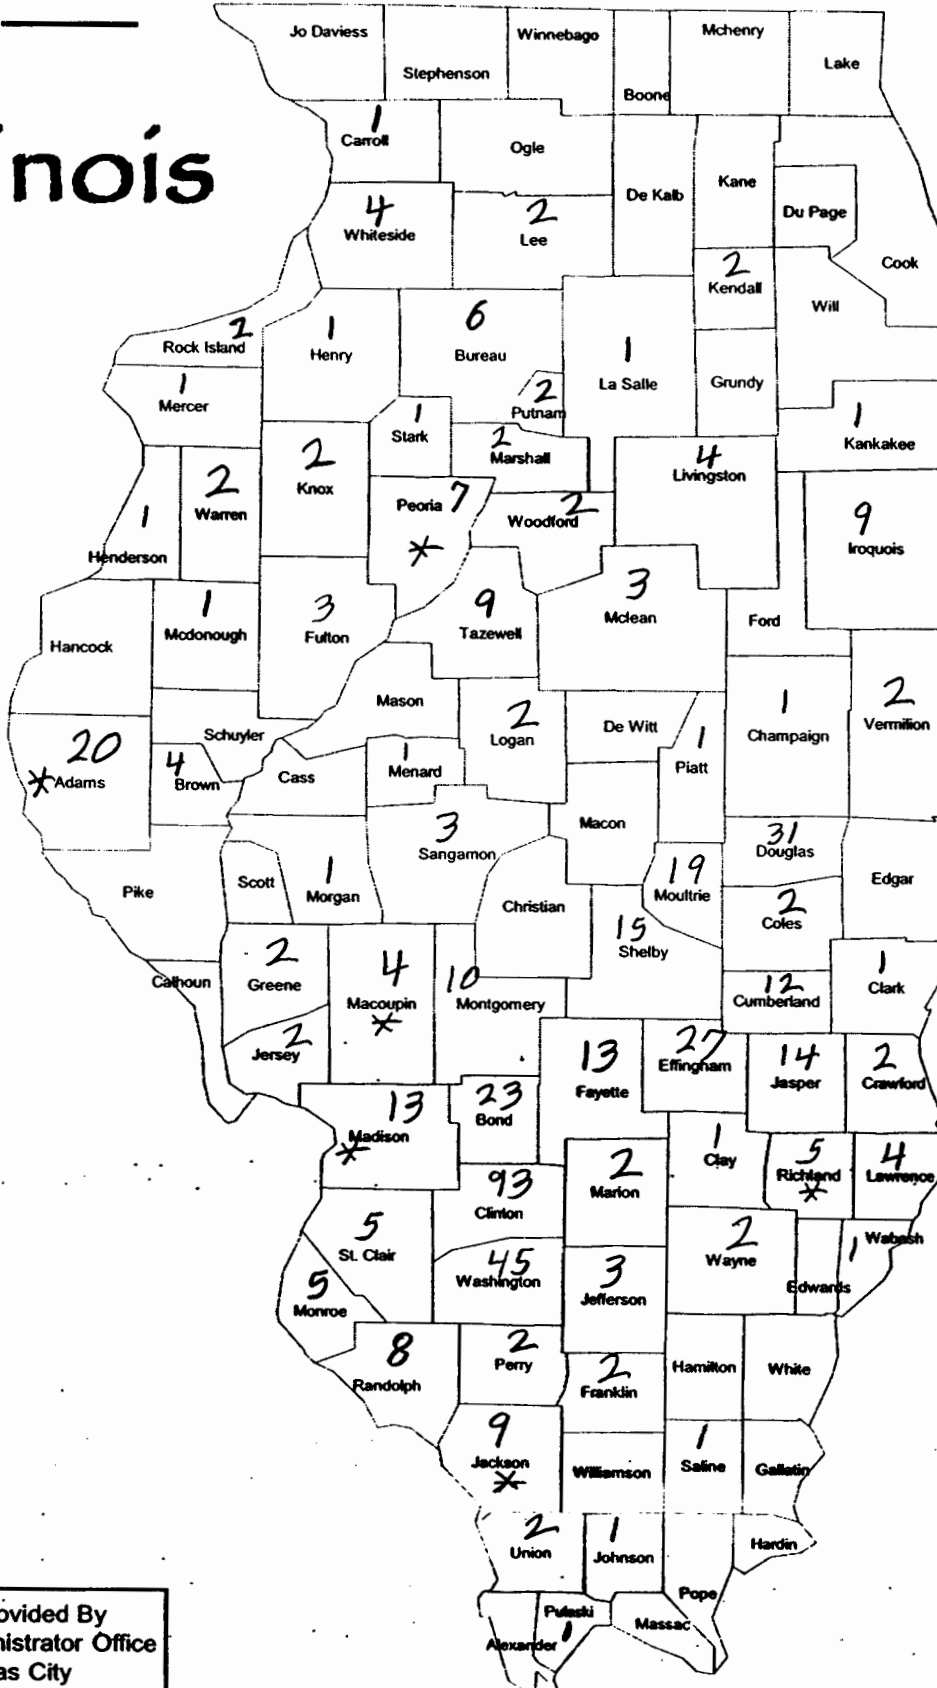 nois
Jo Daviess
Stephenson
Winnebago
Boone
Mchenry
Lake
1
Carroll
Ogle
De Kalb
Kane
Du Page
Cook
4
Whiteside
2
Lee
2
Kendall
Will
Rock Island 2
1
Henry
6
Bureau
2
Putnam
1
La Salle
Grundy
1
Kankakee
1
Mercer
1
Stark
2
Marshall
4
Livingston
2
Knox
2
Warren
1
Henderson
Peoria 7
*
Woodford 2
9
Iroquois
Hancock
1
Mcdonough
3
Fulton
9
Tazewell
3
Mclean
Ford
Mason
2
Logan
De Witt
1
Piatt
1
Champaign
2
Vermilion
Schuyler
20
* Adams
4
Brown
Cass
1
Menard
3
Sangamon
Macon
31
Douglas
Edgar
Pike
Scott
1
Morgan
Christian
19
Moultrie
15
Shelby
2
Coles
Calhoun
2
Greene
4
Macoupin
*
10
Montgomery
12
Cumberland
1
Clark
2
Jersey
13
Fayette
27
Effingham
14
Jasper
2
Crawford
13
Madison
*
23
Bond
2
Marion
1
Clay
5
Richland
*
4
Lawrence
93
Clinton
5
St. Clair
45
Washington
3
Jefferson
2
Wayne
Edwards
1
Wabash
5
Monroe
8
Randolph
2
Perry
2
Franklin
Hamilton
White
9
Jackson
*
Williamson
1
Saline
Gallatin
2
Union
1
Johnson
Pope
Hardin
Alexander
Pulaski
1
Massac
ovided By
nistrator Office
as City